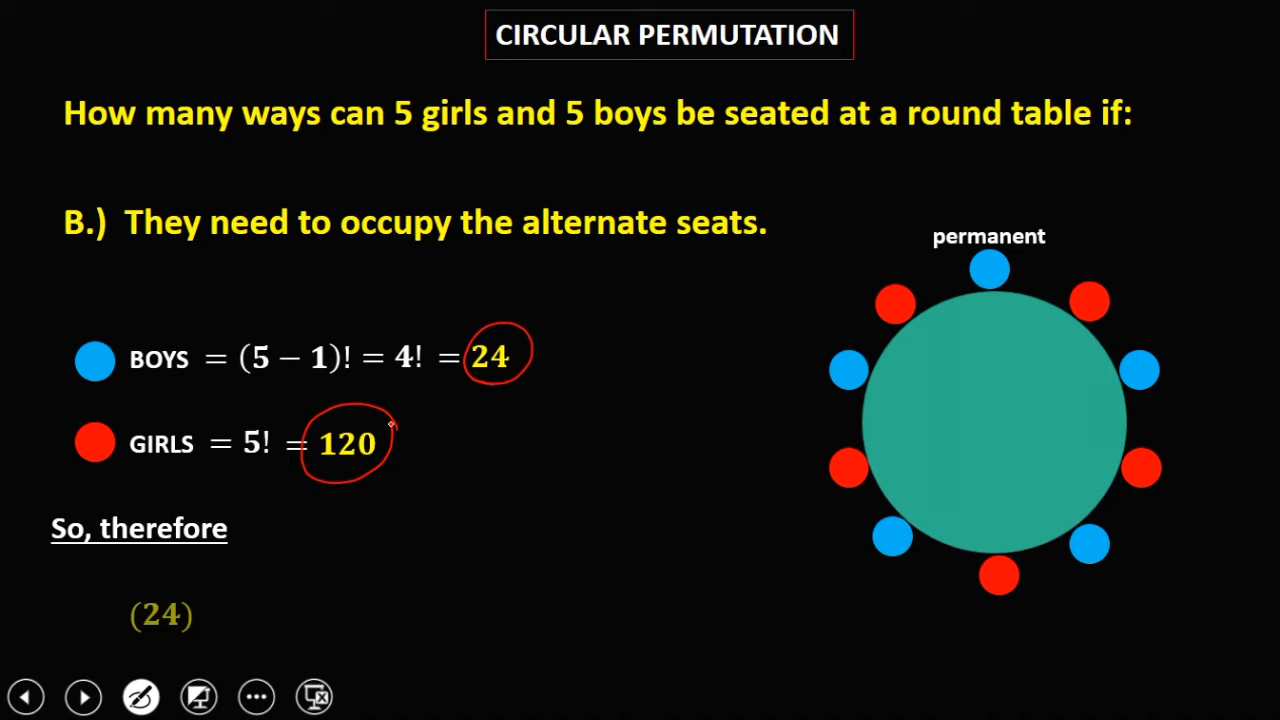 CIRCULAR PERMUTATION
How many ways can 5 girls and 5 boys be seated at a round table if:
B.) They need to occupy the alternate seats.
permanent
BOYS = (5 − 1)! = 4! = 24
GIRLS = 5! = 120
So, therefore
(24)